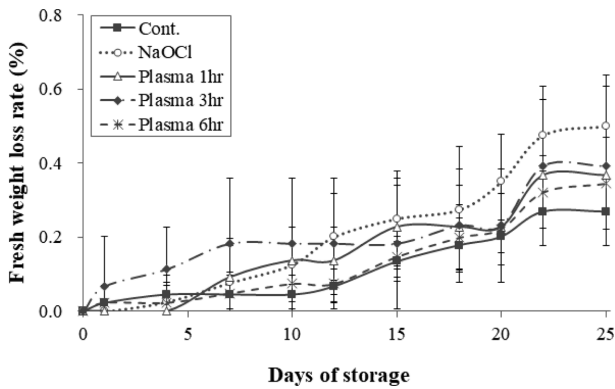 0.8
0.6
0.4
0.2
0.0
Fresh weight loss rate (%)
Cont.
NaOCl
Plasma 1hr
Plasma 3hr
Plasma 6hr
0 5 10 15 20 25
Days of storage